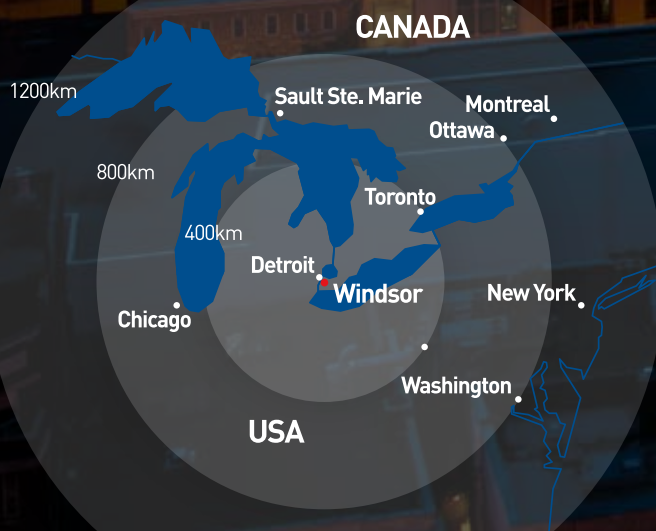 CANADA
1200km
Sault Ste. Marie
Montreal
Ottawa
800km
Toronto
400km
Detroit
Windsor
New York
Chicago
Washington
USA